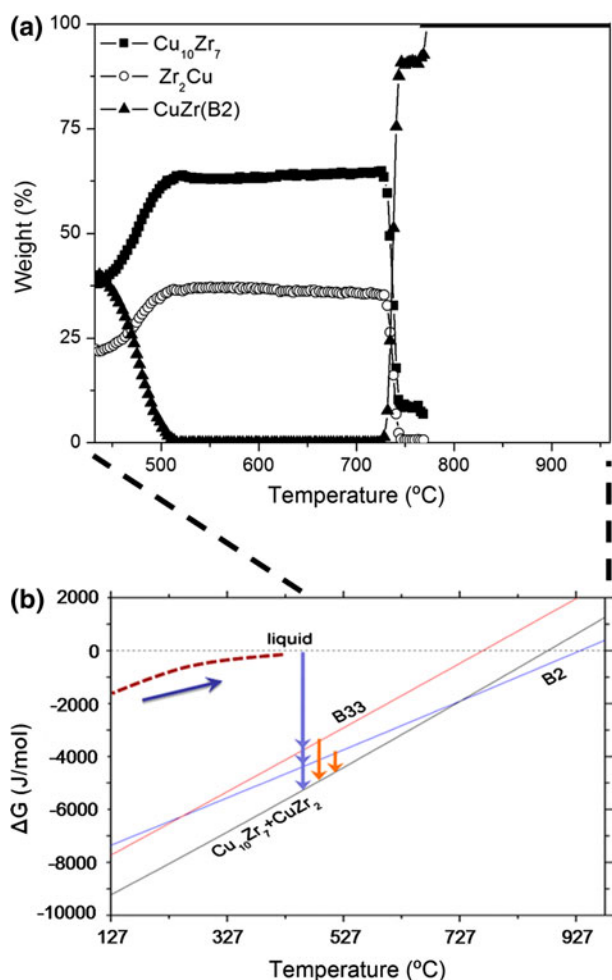 (a)
100
75
50
25
0
Weight (%)
Cu₁₀Zr₇
Zr₂Cu
CuZr(B2)
500 600 700 800 900
Temperature (ºC)
(b)
2000
0
-2000
-4000
-6000
-8000
-10000
ΔG (J/mol)
liquid
B33
B2
Cu₁₀Zr₇+CuZr₂
127 327 527 727 927
Temperature (ºC)